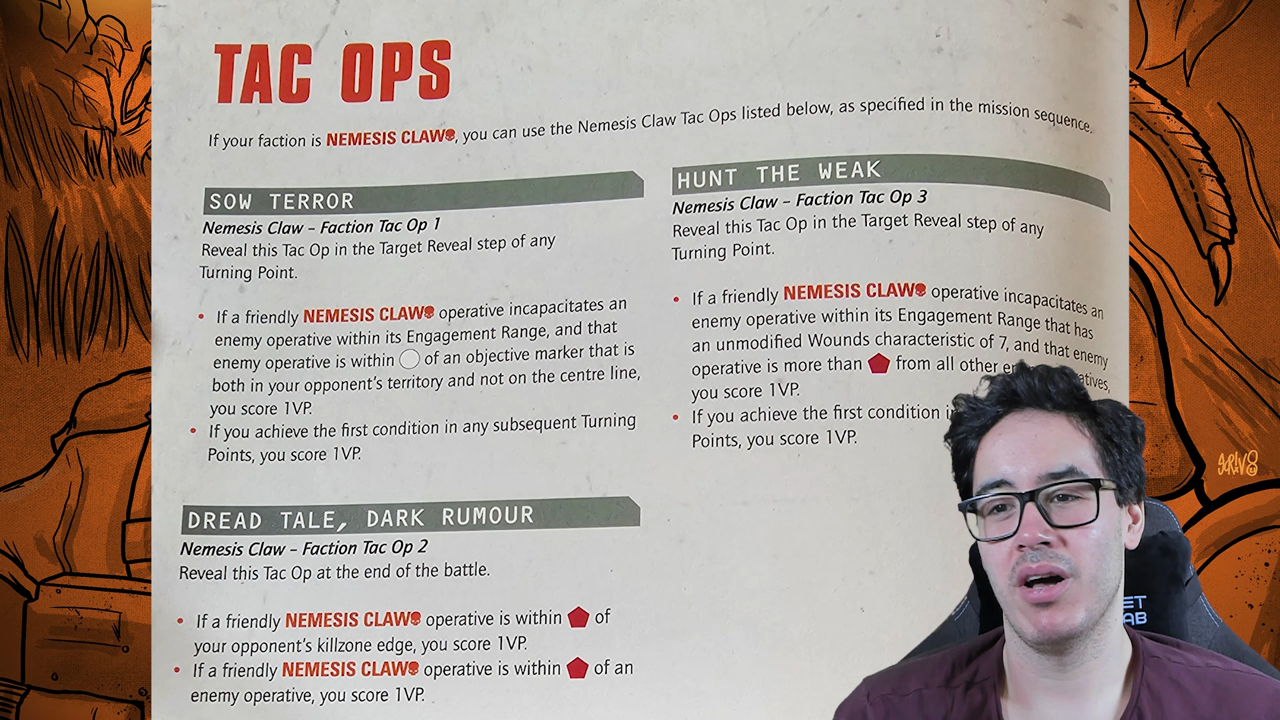 TAC OPS
If your faction is NEMESIS CLAW, you can use the Nemesis Claw Tac Ops listed below, as specified in the mission sequence.
SOW TERROR
Nemesis Claw – Faction Tac Op 1
Reveal this Tac Op in the Target Reveal step of any
Turning Point.
• If a friendly NEMESIS CLAW operative incapacitates an
enemy operative within its Engagement Range, and that
enemy operative is within of an objective marker that is
both in your opponent's territory and not on the centre line,
you score 1VP.
• If you achieve the first condition in any subsequent Turning
Points, you score 1VP.
DREAD TALE, DARK RUMOUR
Nemesis Claw – Faction Tac Op 2
Reveal this Tac Op at the end of the battle.
• If a friendly NEMESIS CLAW operative is within of
your opponent's killzone edge, you score 1VP.
• If a friendly NEMESIS CLAW operative is within of an
enemy operative, you score 1VP.
HUNT THE WEAK
Nemesis Claw – Faction Tac Op 3
Reveal this Tac Op in the Target Reveal step of any
Turning Point.
• If a friendly NEMESIS CLAW operative incapacitates an
enemy operative within its Engagement Range that has
an unmodified Wounds characteristic of 7, and that enemy
operative is more than from all other
you score 1VP.
• If you achieve the first condition
Points, you score 1VP.